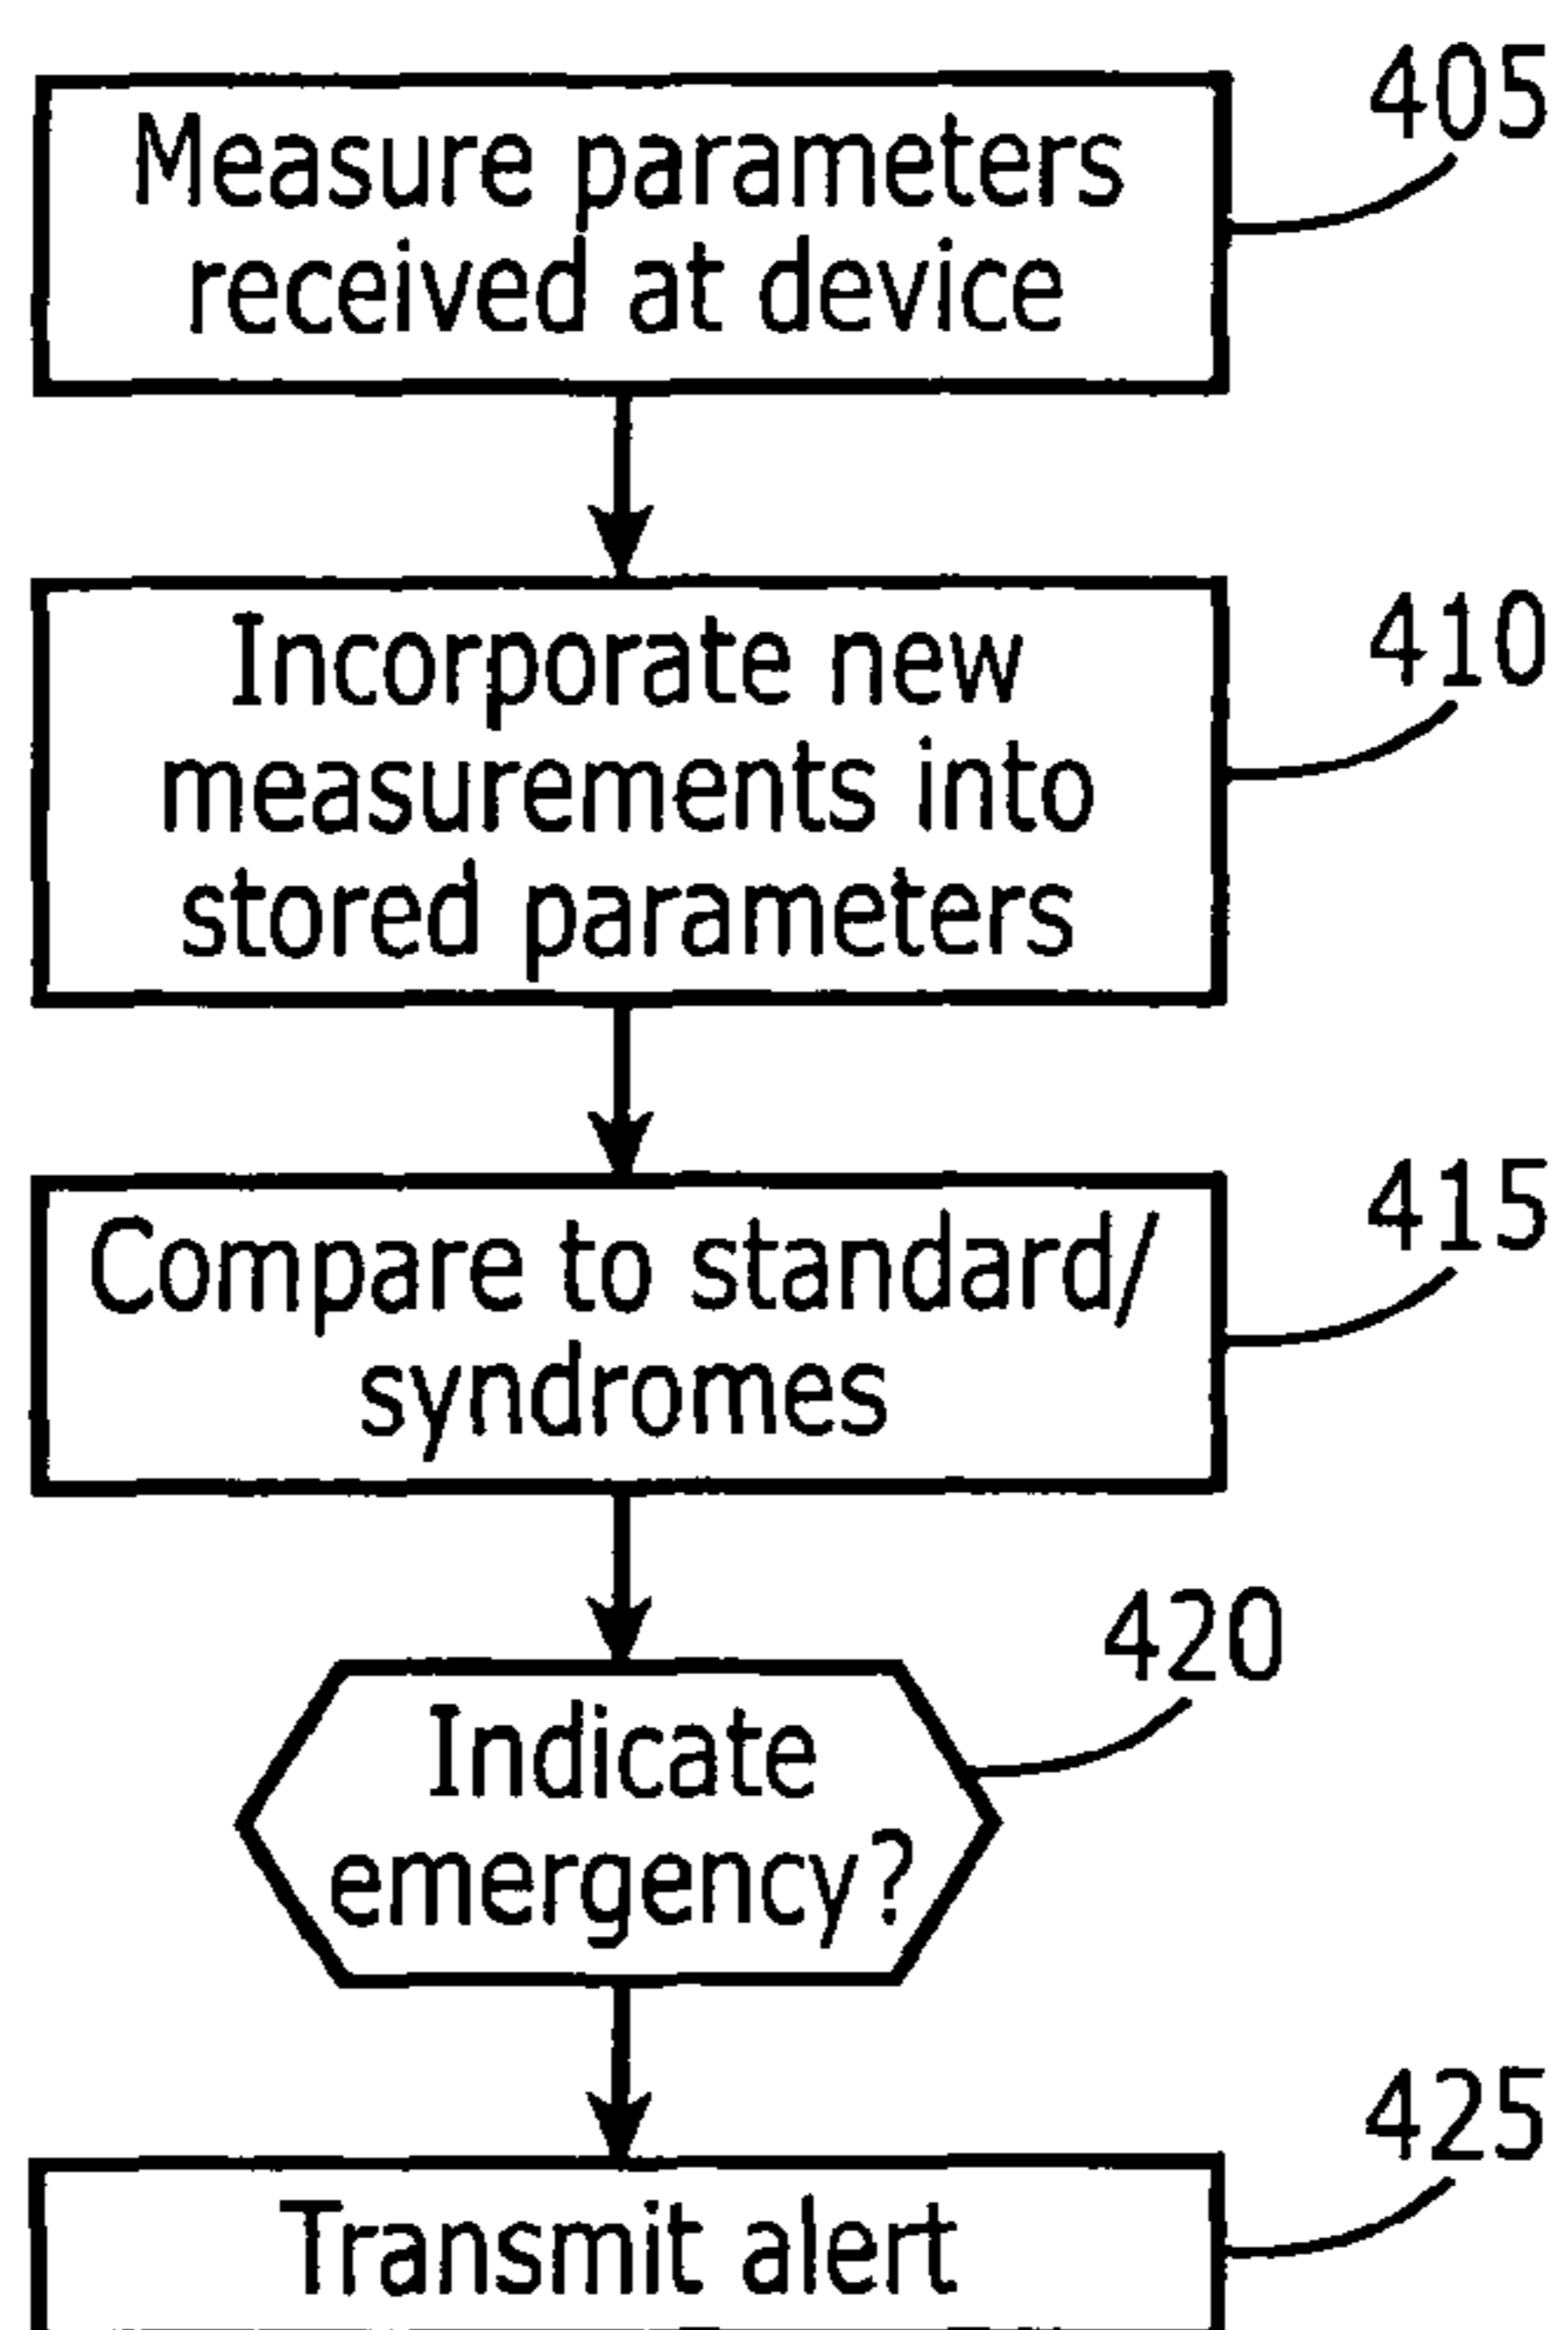 405
Measure parameters
received at device
410
Incorporate new
measurements into
stored parameters
415
Compare to standard/
syndromes
420
Indicate
emergency?
425
Transmit alert